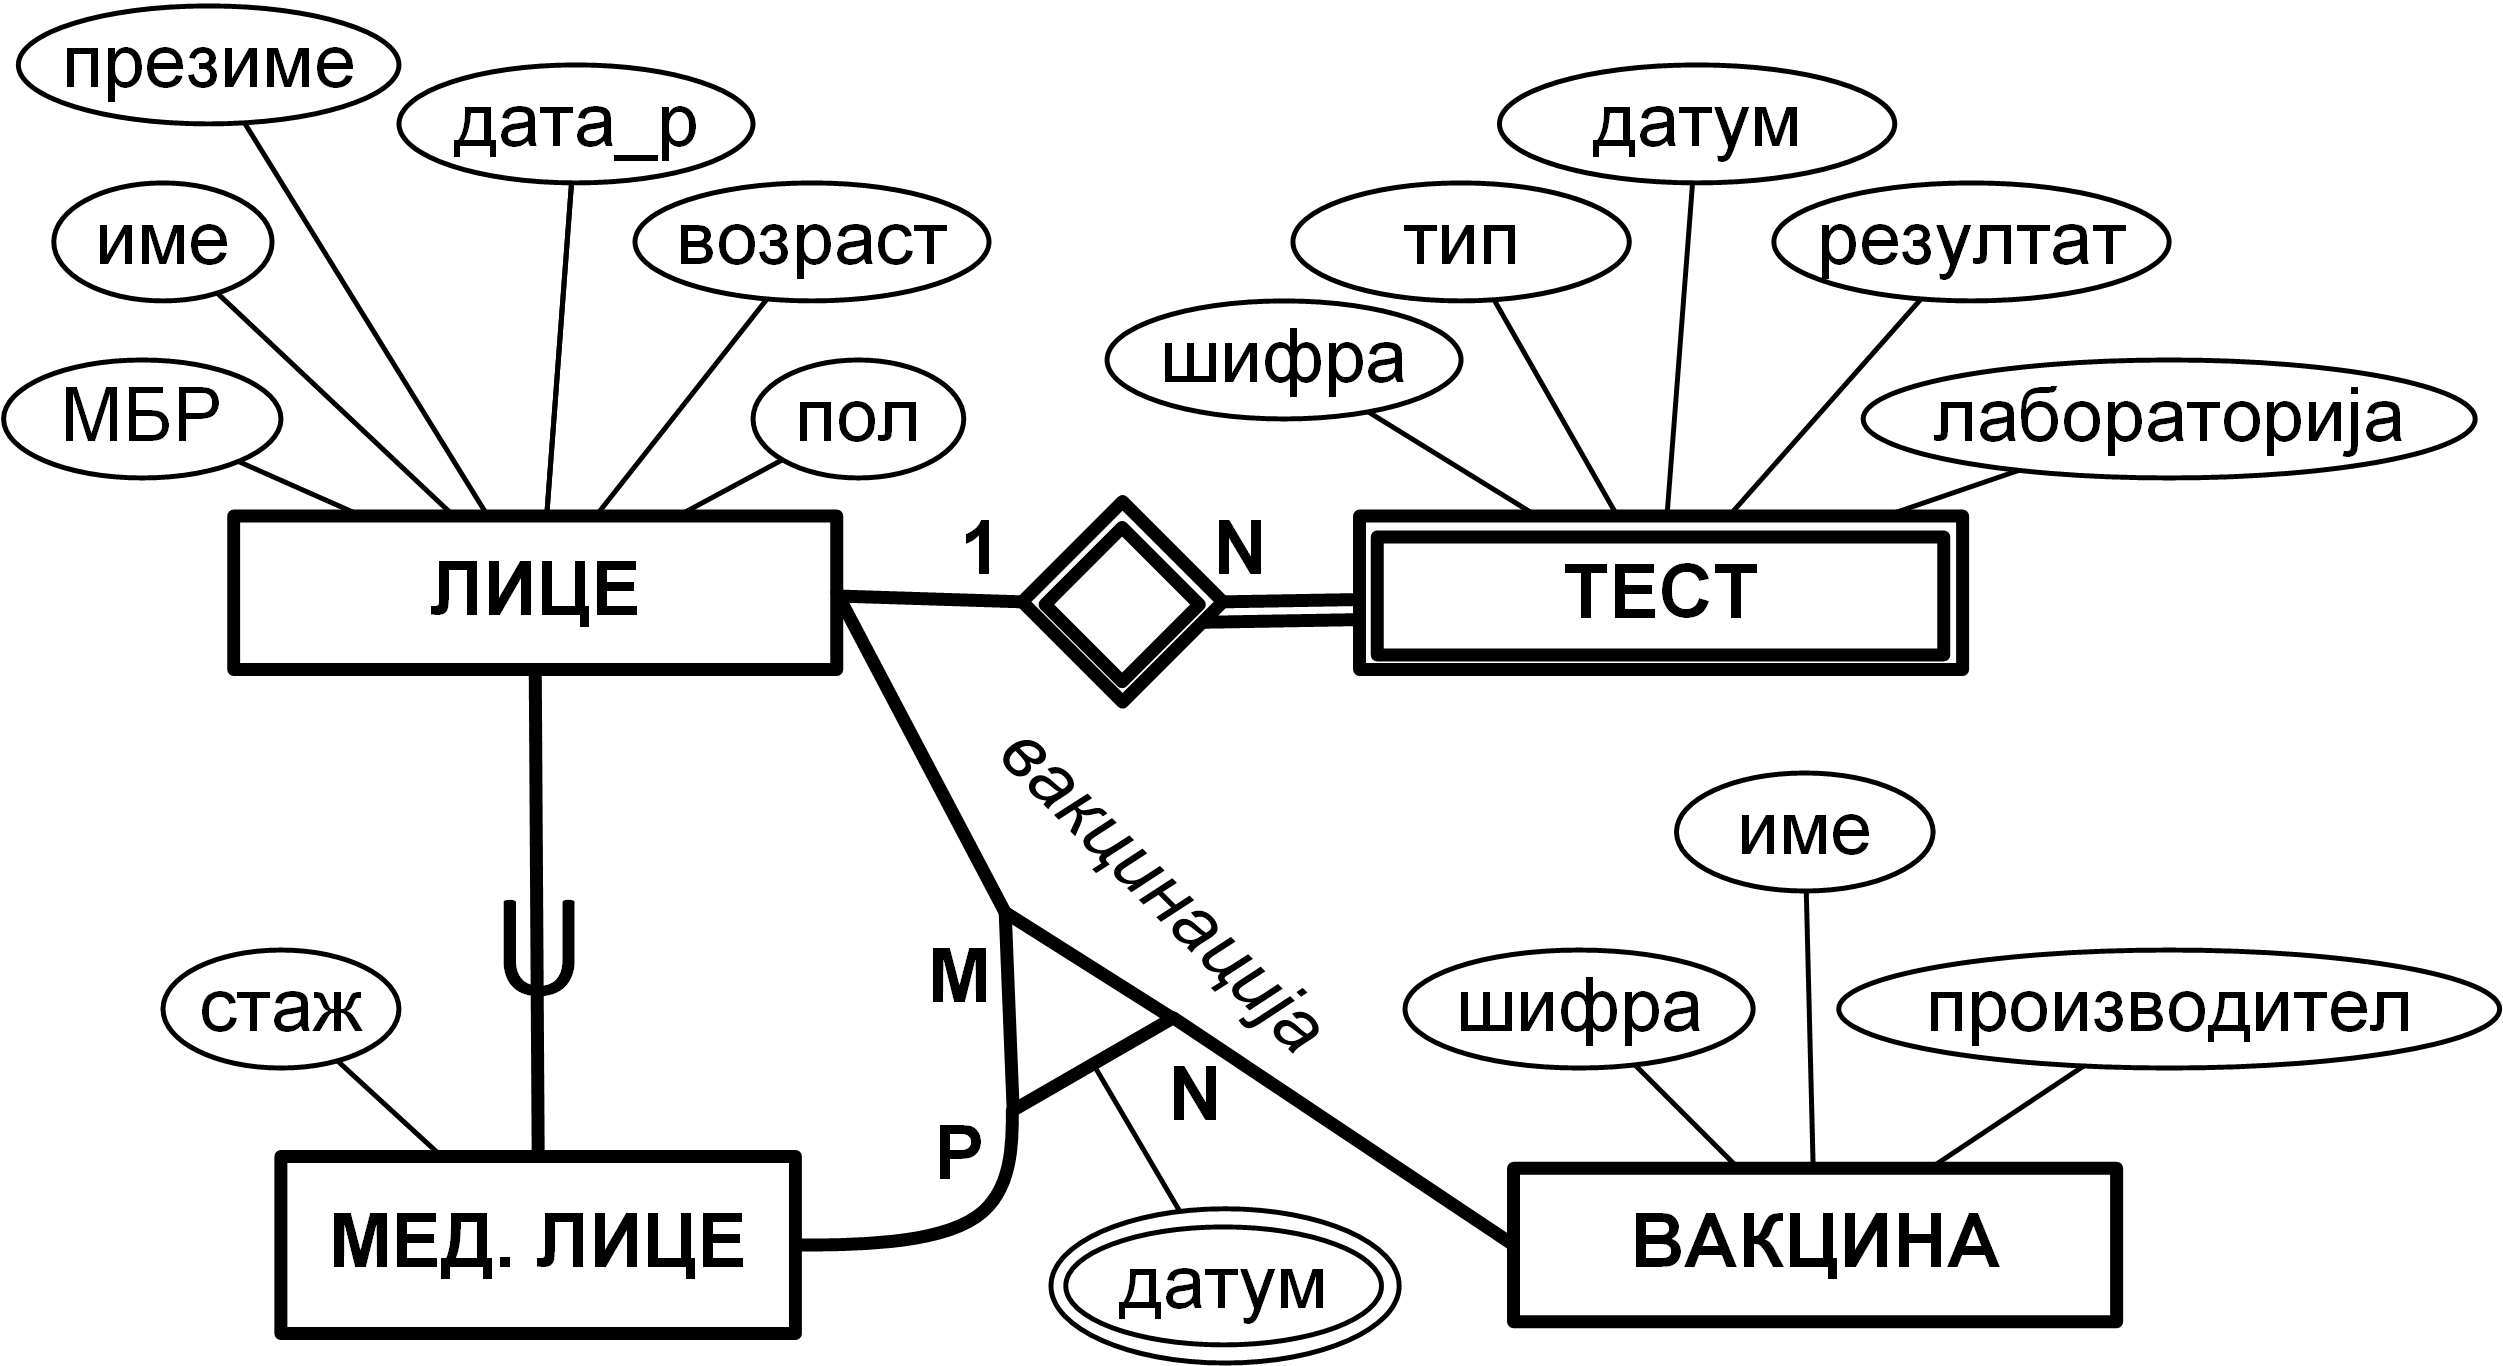 презиме
дата_р
име
возраст
МБР
пол
ЛИЦЕ
датум
тип
резултат
шифра
лабораторија
1
N
ТЕСТ
вакцинација
M
N
P
стаж
МЕД. ЛИЦЕ
датум
име
шифра
производител
ВАКЦИНА